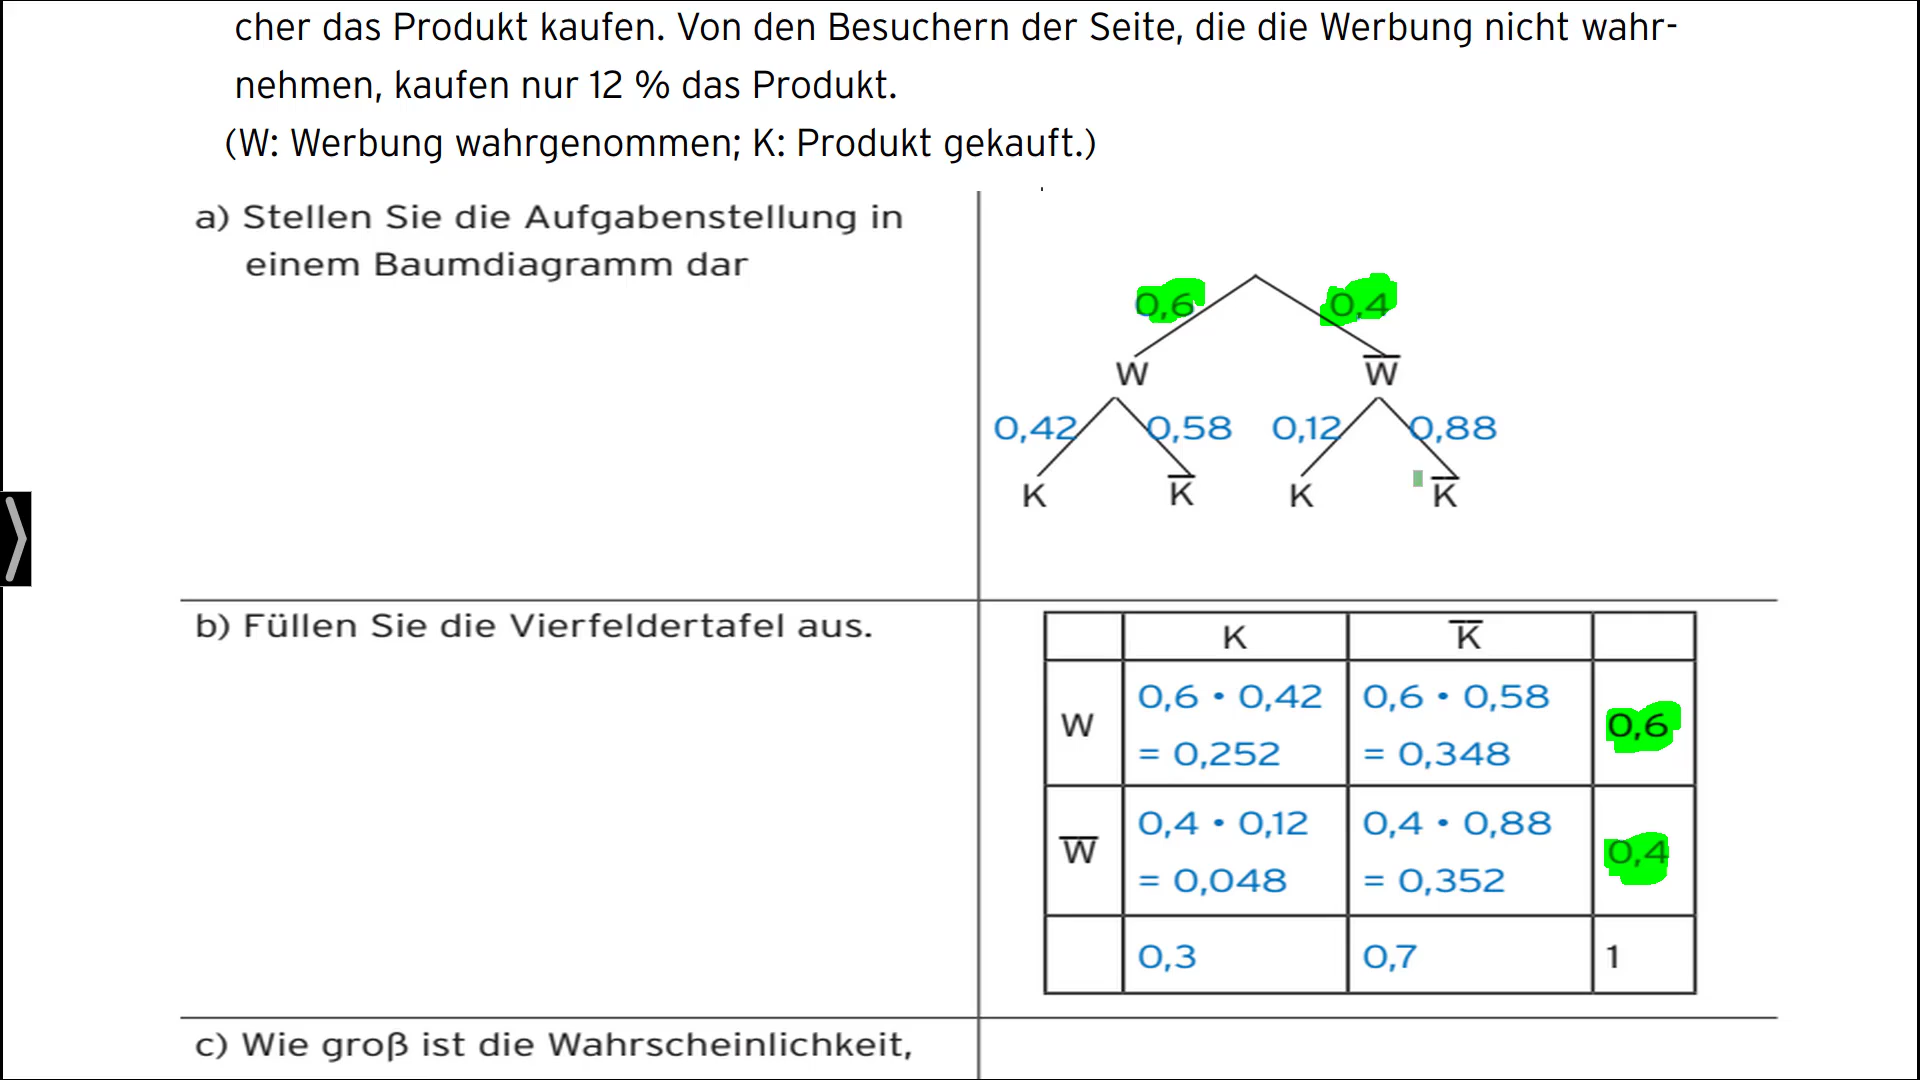 cher das Produkt kaufen. Von den Besuchern der Seite, die die Werbung nicht wahr-
nehmen, kaufen nur 12 % das Produkt.
(W: Werbung wahrgenommen; K: Produkt gekauft.)
a) Stellen Sie die Aufgabenstellung in
einem Baumdiagramm dar
0,6 0,4
W W̅
0,42 0,58 0,12 0,88
K K̅ K K̅
b) Füllen Sie die Vierfeldertafel aus.
K K̅
W 0,6 • 0,42 0,6 • 0,58 0,6
= 0,252 = 0,348
W̅ 0,4 • 0,12 0,4 • 0,88 0,4
= 0,048 = 0,352
0,3 0,7 1
c) Wie groß ist die Wahrscheinlichkeit,